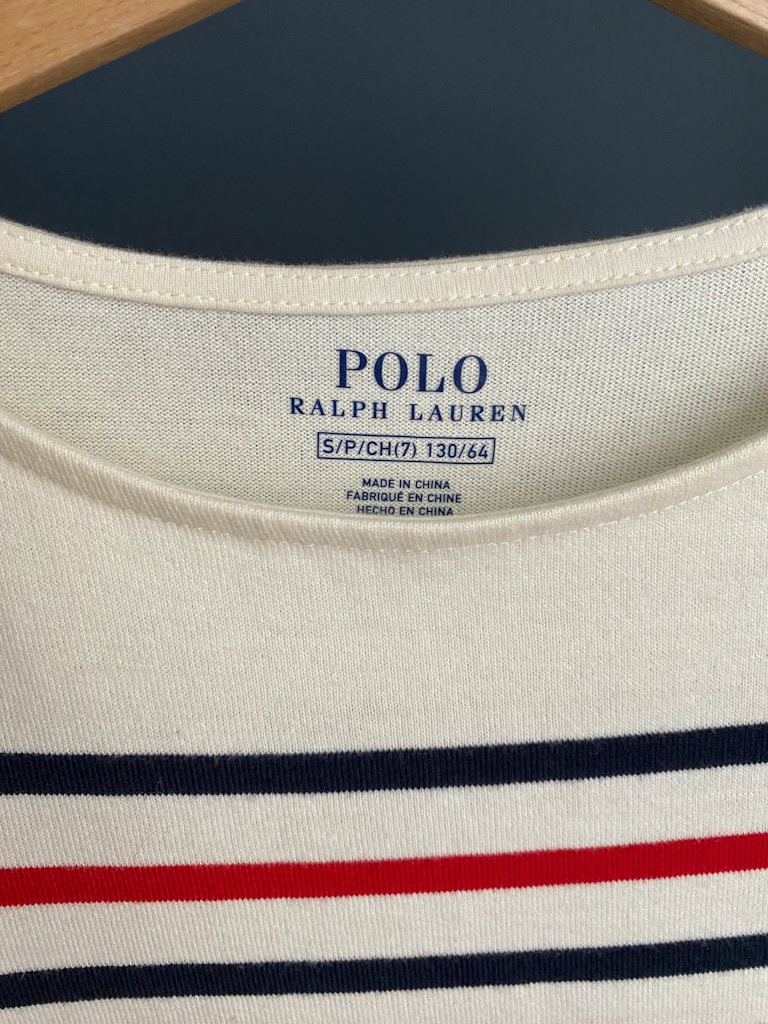 POLO
RALPH LAUREN
S/P/CH(7) 130/64
MADE IN CHINA
FABRIQUÉ EN CHINE
HECHO EN CHINA